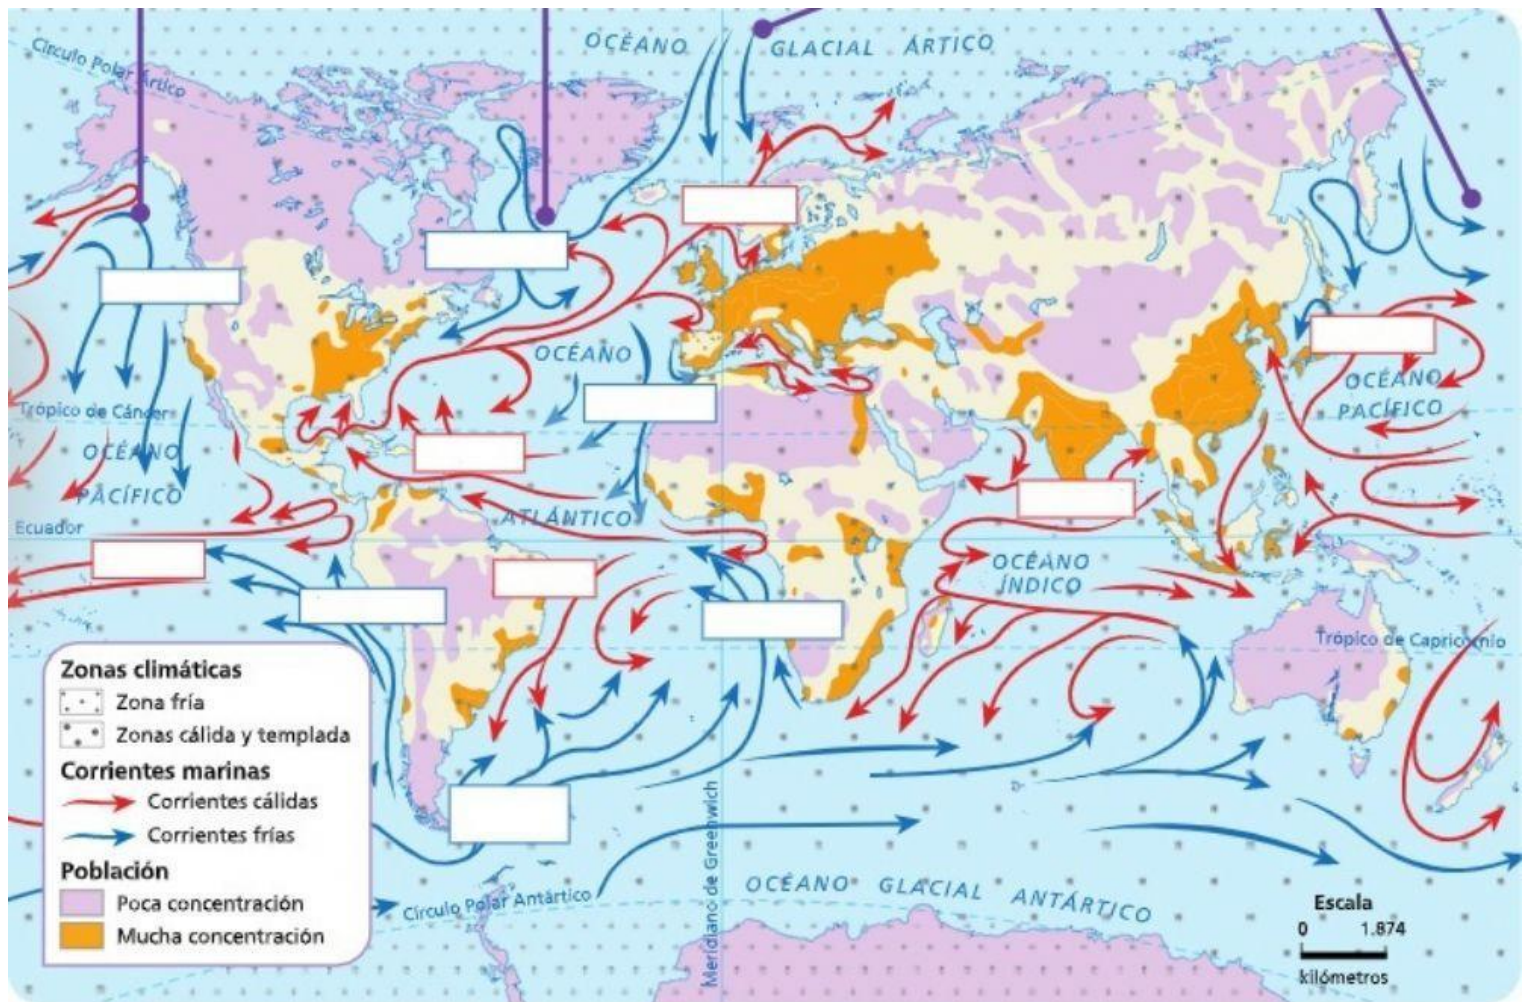 OCÉANO GLACIAL ÁRTICO
Círculo Polar Ártico
OCÉANO
ATLÁNTICO
OCÉANO
PACÍFICO
Trópico de Cáncer
OCÉANO
PACÍFICO
Ecuador
OCÉANO
ÍNDICO
Trópico de Capricornio
Zonas climáticas
Zona fría
Zonas cálida y templada
Corrientes marinas
Corrientes cálidas
Corrientes frías
Población
Poca concentración
Mucha concentración
Meridiano de Greenwich
Círculo Polar Antártico
OCÉANO GLACIAL ANTÁRTICO
Escala
0 1.874
kilómetros